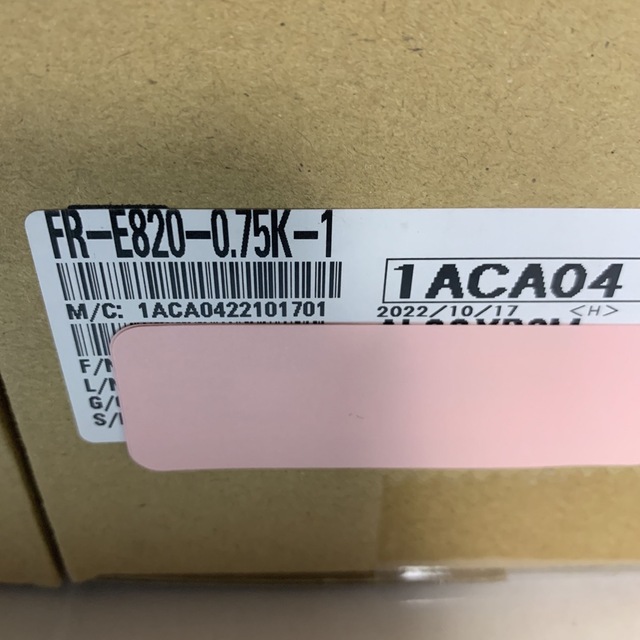 FR-E820-0.75K-1
1ACA04
M/C: 1ACA0422101701
2022/10/17 <H>
F/
L/
G/
S/